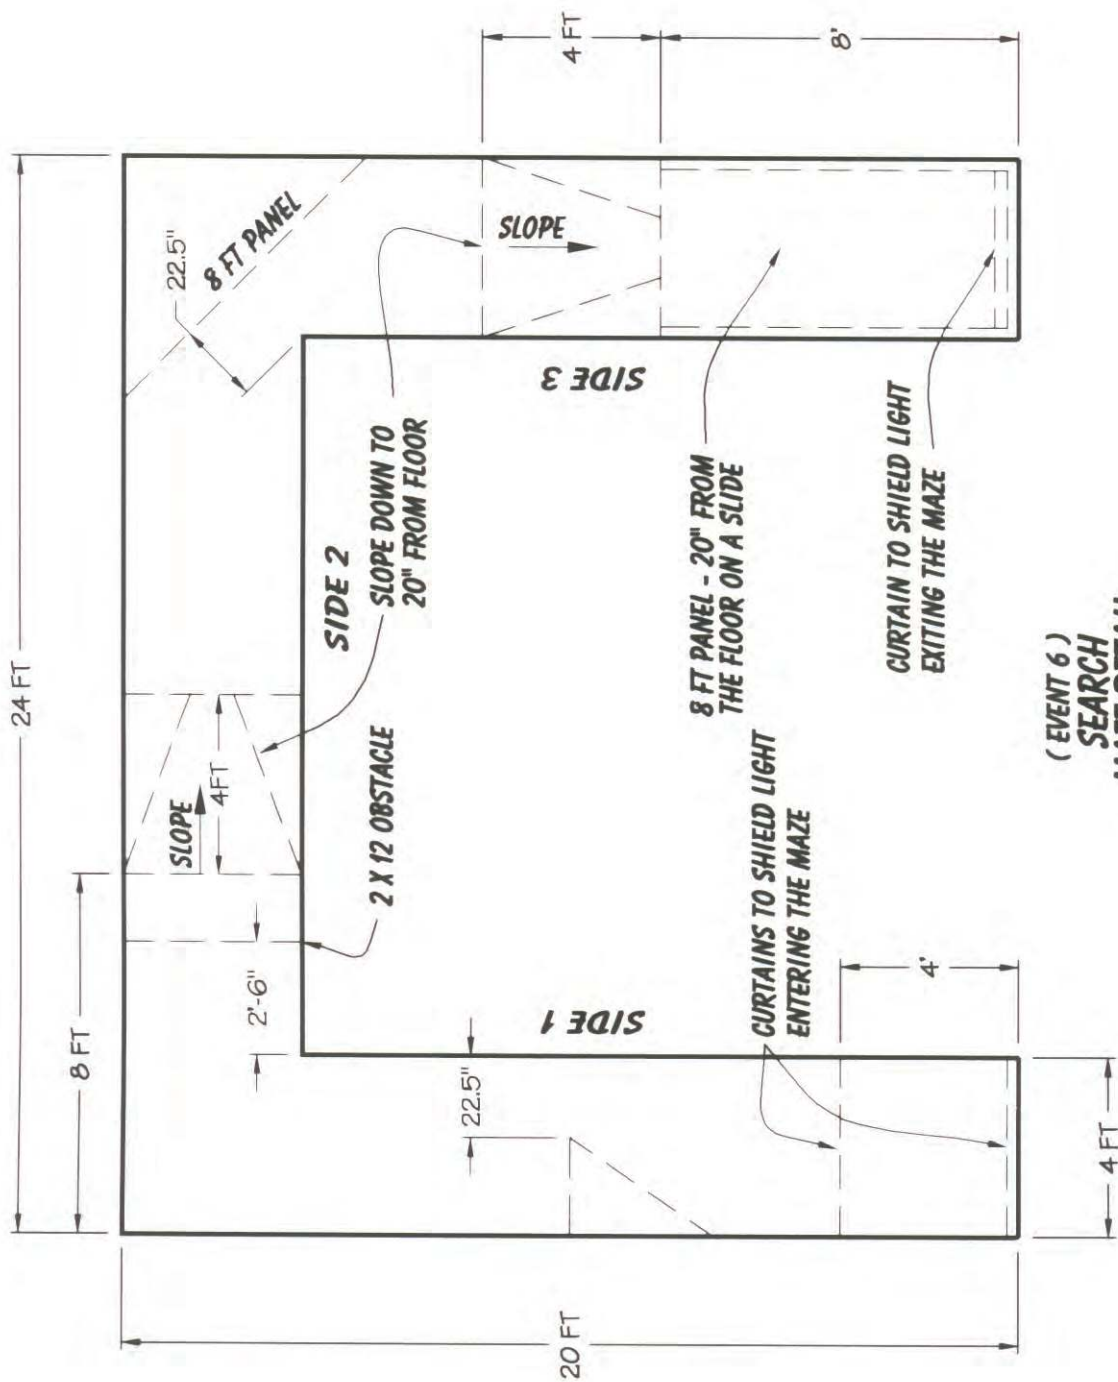 24 FT
8 FT
SLOPE
4FT
2'-6"
22.5"
8 FT PANEL
4 FT
8'
SLOPE
SIDE 2
SLOPE DOWN TO
20" FROM FLOOR
2 X 12 OBSTACLE
SIDE 3
SIDE 1
22.5"
8 FT PANEL - 20" FROM
THE FLOOR ON A SLIDE
CURTAINS TO SHIELD LIGHT
ENTERING THE MAZE
CURTAIN TO SHIELD LIGHT
EXITING THE MAZE
4'
4 FT
20 FT
( EVENT 6 )
SEARCH